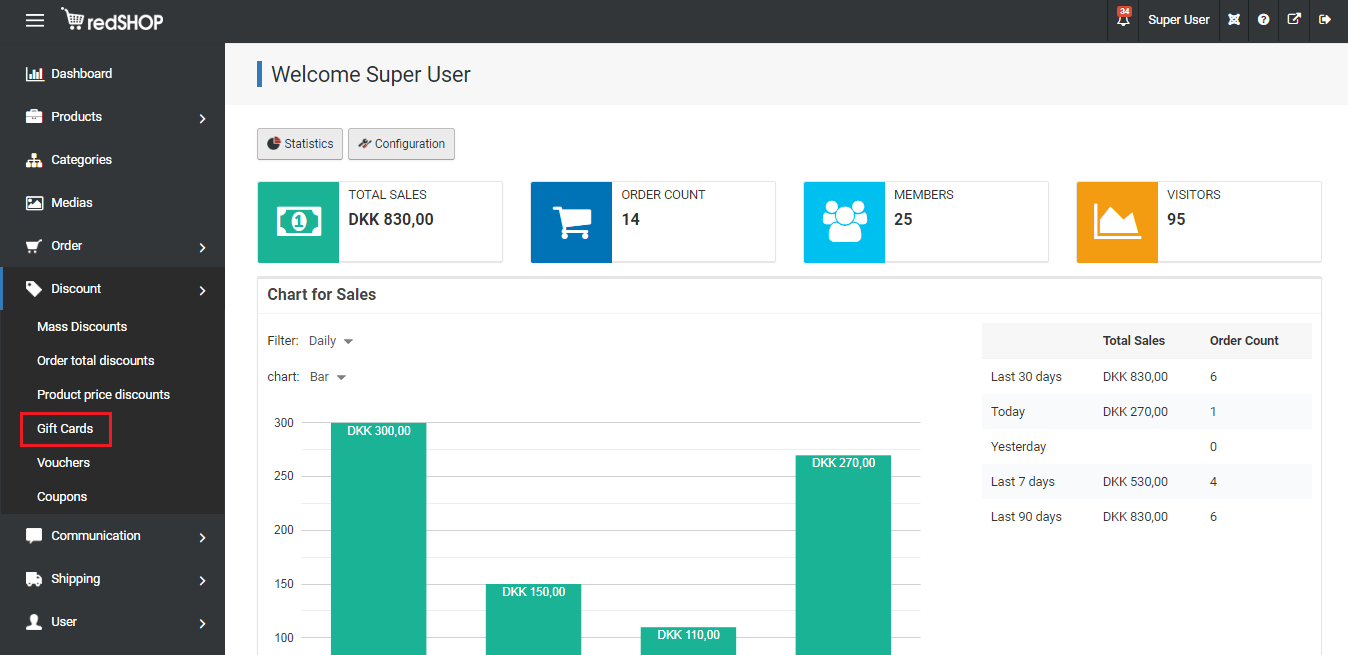 redSHOP
34
Super User
Dashboard
Products
Categories
Medias
Order
Discount
Mass Discounts
Order total discounts
Product price discounts
Gift Cards
Vouchers
Coupons
Communication
Shipping
User
Welcome Super User
Statistics
Configuration
TOTAL SALES
DKK 830,00
ORDER COUNT
14
MEMBERS
25
VISITORS
95
Chart for Sales
Filter: Daily
chart: Bar
300
250
200
150
100
DKK 300,00
DKK 150,00
DKK 110,00
DKK 270,00
Total Sales Order Count
Last 30 days DKK 830,00 6
Today DKK 270,00 1
Yesterday 0
Last 7 days DKK 530,00 4
Last 90 days DKK 830,00 6